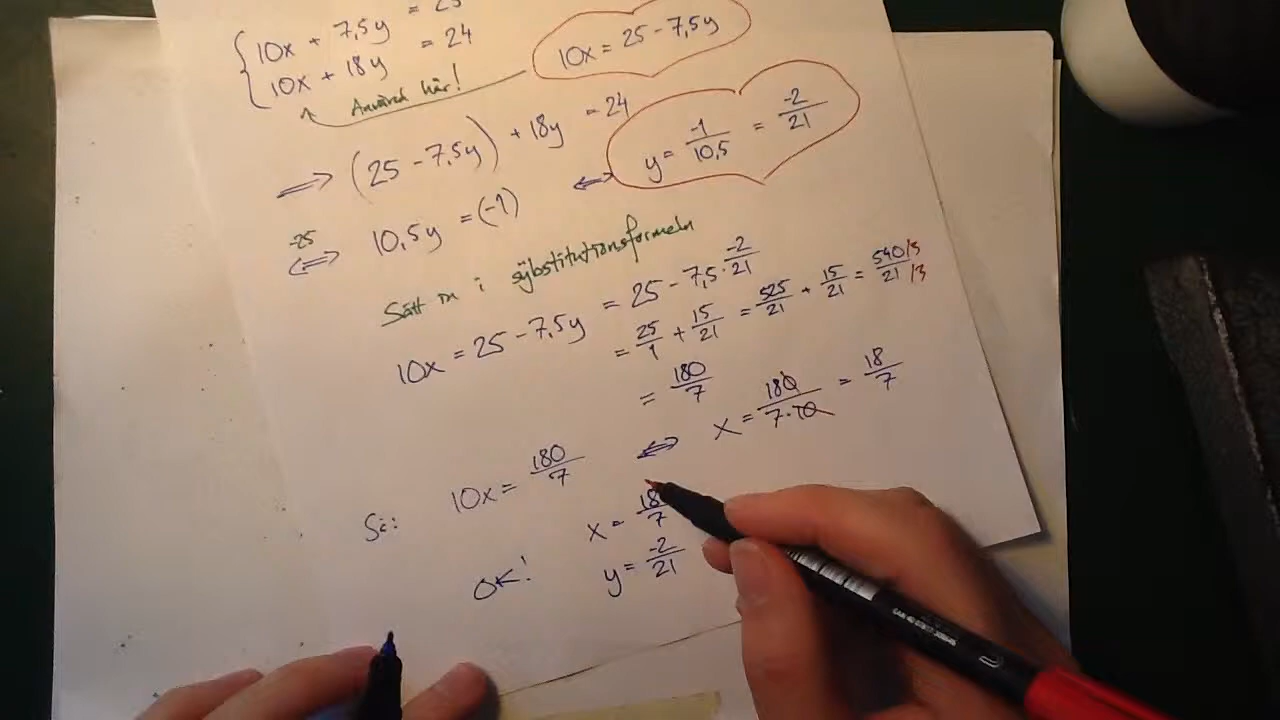 10x + 7,5y = 25
10x + 18y = 24
10x = 25 - 7,5y
Använd här!
⇒ (25 - 7,5y) + 18y = 24
-25
⇔ 10,5y = (-1) ⇔ y = -1/10,5 = -2/21
Sätt in i sÿbstitutionsformeln
10x = 25 - 7,5y = 25 - 7,5 · -2/21
= 25/1 + 15/21 = 525/21 + 15/21 = 540/3 / 21/3
= 180/7
Så: 10x = 180/7 ⇔ x = 180/7·10 = 18/7
OK! x = 18/7
y = -2/21